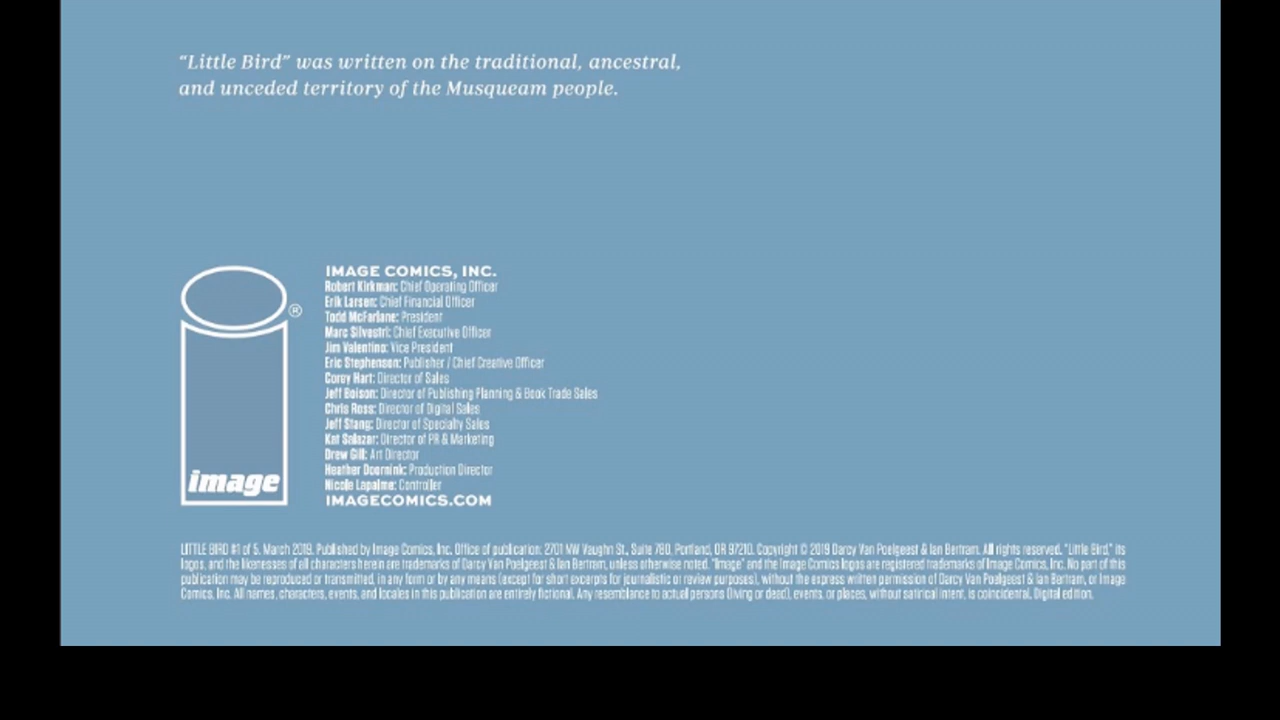 “Little Bird” was written on the traditional, ancestral,
and unceded territory of the Musqueam people.
®
image
IMAGE COMICS, INC.
Robert Kirkman: Chief Operating Officer
Erik Larsen: Chief Financial Officer
Todd McFarlane: President
Marc Silvestri: Chief Executive Officer
Jim Valentino: Vice President
Eric Stephenson: Publisher / Chief Creative Officer
Corey Hart: Director of Sales
Jeff Boison: Director of Publishing Planning & Book Trade Sales
Chris Ross: Director of Digital Sales
Jeff Stang: Director of Specialty Sales
Kat Salazar: Director of PR & Marketing
Drew Gill: Art Director
Heather Doornink: Production Director
Nicole Lapalme: Controller
IMAGECOMICS.COM
LITTLE BIRD #1 of 5. March 2019. Published by Image Comics, Inc. Office of publication: 2701 NW Vaughn St., Suite 780, Portland, OR 97210. Copyright © 2019 Darcy Van Poelgeest & Ian Bertram. All rights reserved. “Little Bird,” its
logos, and the likenesses of all characters herein are trademarks of Darcy Van Poelgeest & Ian Bertram, unless otherwise noted. “Image” and the Image Comics logos are registered trademarks of Image Comics, Inc. No part of this
publication may be reproduced or transmitted, in any form or by any means (except for short excerpts for journalistic or review purposes), without the express written permission of Darcy Van Poelgeest & Ian Bertram, or Image
Comics, Inc. All names, characters, events, and locales in this publication are entirely fictional. Any resemblance to actual persons (living or dead), events, or places, without satirical intent, is coincidental. Digital edition.